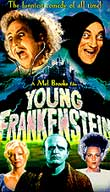 The funniest comedy of all time!
A Mel Brooks film
YOUNG
FRANKENSTEIN